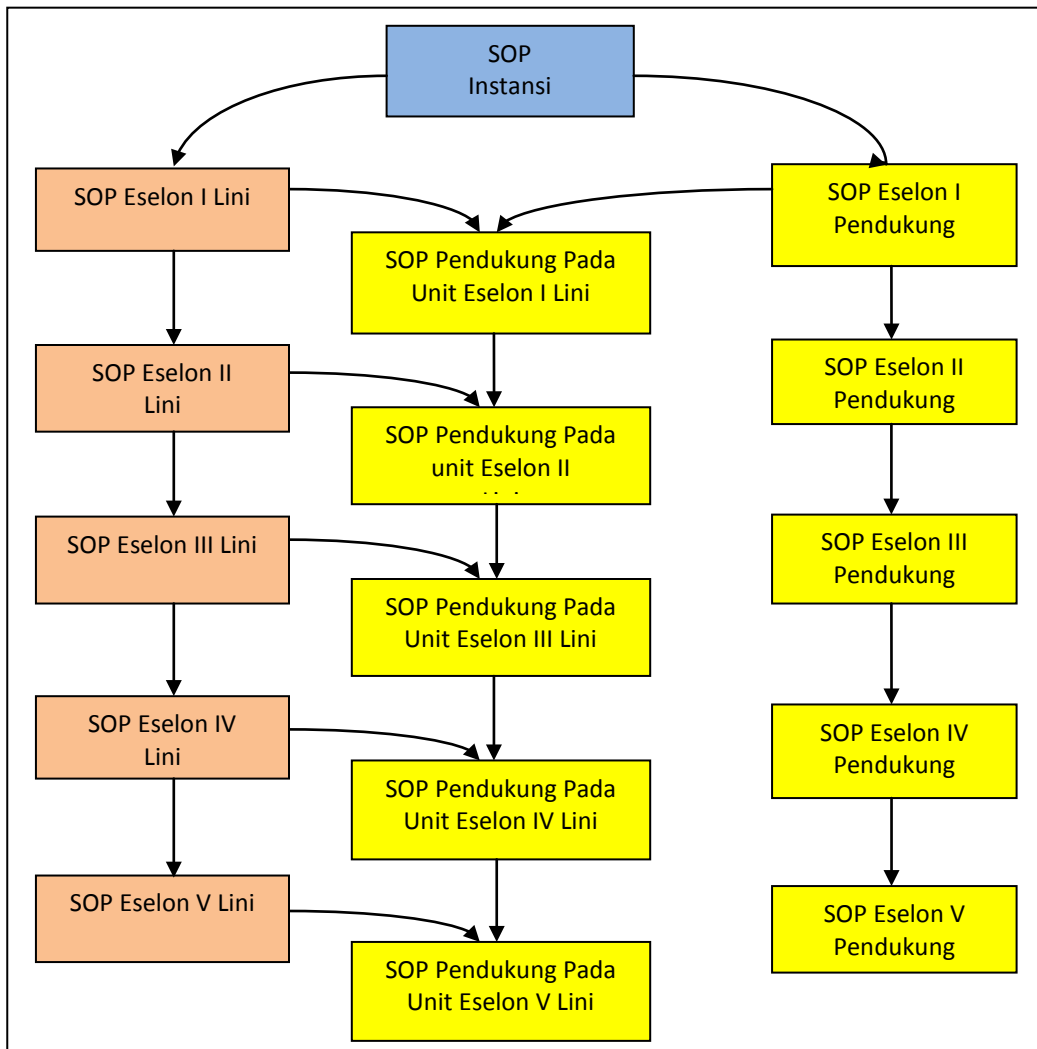 SOP
Instansi
SOP Eselon I Lini
SOP Eselon I
Pendukung
SOP Pendukung Pada
Unit Eselon I Lini
SOP Eselon II
Lini
SOP Eselon II
Pendukung
SOP Pendukung Pada
unit Eselon II
SOP Eselon III Lini
SOP Eselon III
Pendukung
SOP Pendukung Pada
Unit Eselon III Lini
SOP Eselon IV
Lini
SOP Eselon IV
Pendukung
SOP Pendukung Pada
Unit Eselon IV Lini
SOP Eselon V Lini
SOP Eselon V
Pendukung
SOP Pendukung Pada
Unit Eselon V Lini